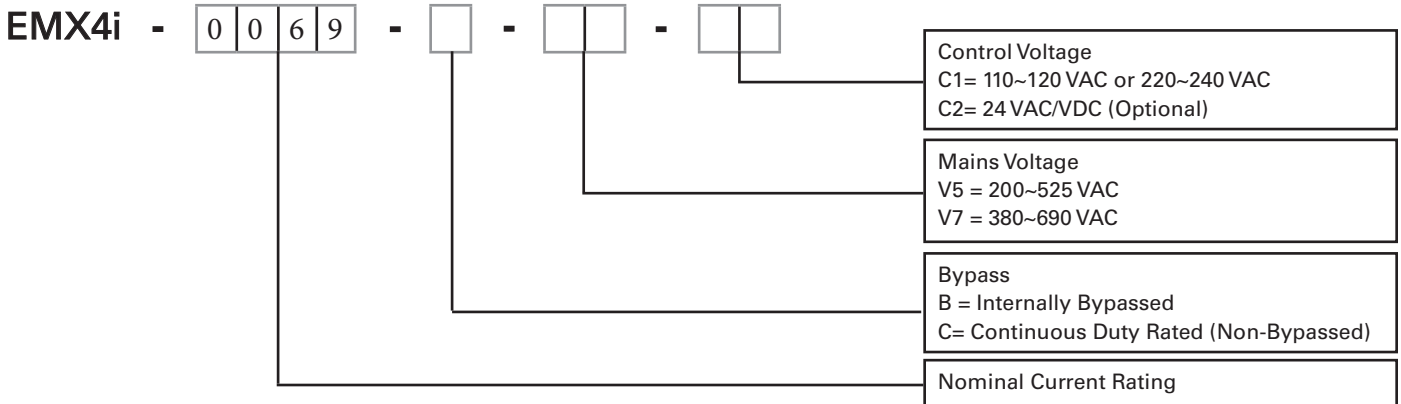 EMX4i - 0 0 6 9 - - -
Control Voltage
C1= 110~120 VAC or 220~240 VAC
C2= 24 VAC/VDC (Optional)
Mains Voltage
V5 = 200~525 VAC
V7 = 380~690 VAC
Bypass
B = Internally Bypassed
C= Continuous Duty Rated (Non-Bypassed)
Nominal Current Rating